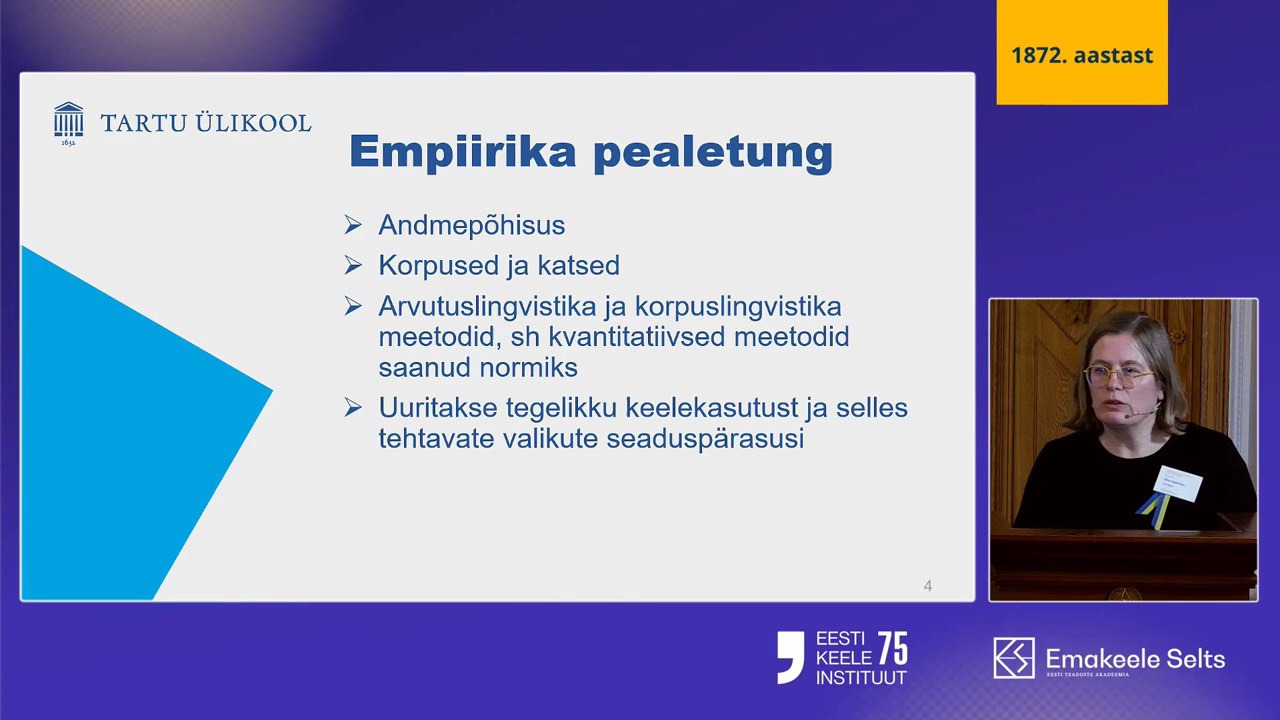 1872. aastast
TARTU ÜLIKOOL
1632
Empiirika pealetung
Andmepõhisus
Korpused ja katsed
Arvutuslingvistika ja korpuslingvistika
meetodid, sh kvantitatiivsed meetodid
saanud normiks
Uuritakse tegelikku keelekasutust ja selles
tehtavate valikute seaduspärasusi
4
EESTI
KEELE 75
INSTITUUT
Emakeele Selts
EESTI TEADUSTE AKADEEMIA